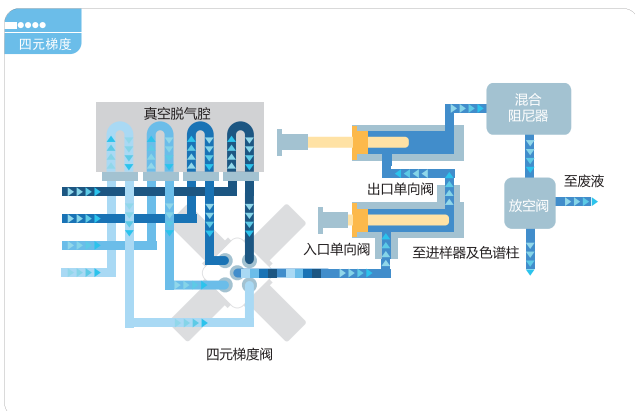 四元梯度
真空脱气腔
混合
阻尼器
出口单向阀
至废液
放空阀
入口单向阀
至进样器及色谱柱
四元梯度阀